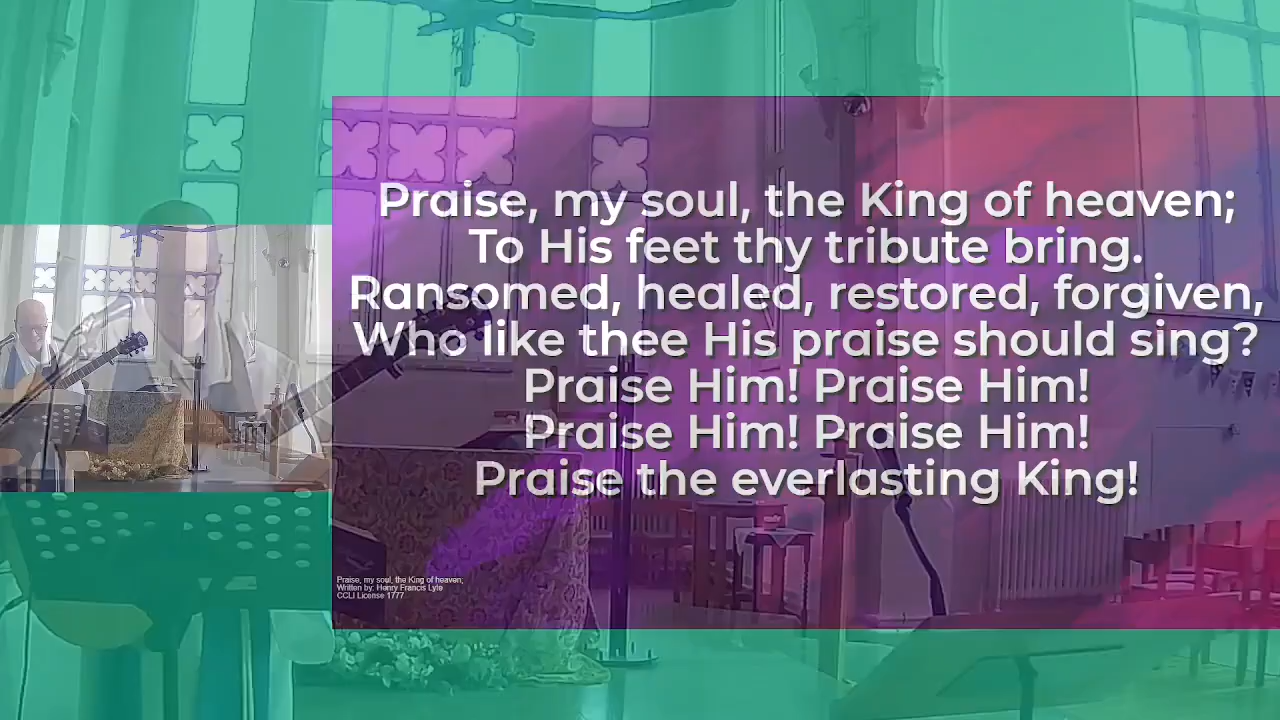 Praise, my soul, the King of heaven;
To His feet thy tribute bring.
Ransomed, healed, restored, forgiven,
Who like thee His praise should sing?
Praise Him! Praise Him!
Praise Him! Praise Him!
Praise the everlasting King!
Praise, my soul, the King of heaven;
Written by: Henry Francis Lyte
CCLI License 1777